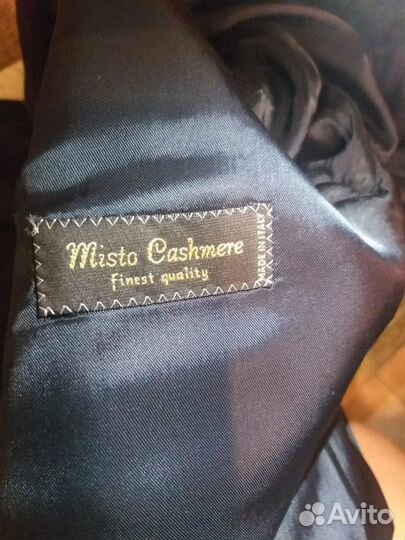 Misto Cashmere
finest quality
MADE IN ITALY
Avito